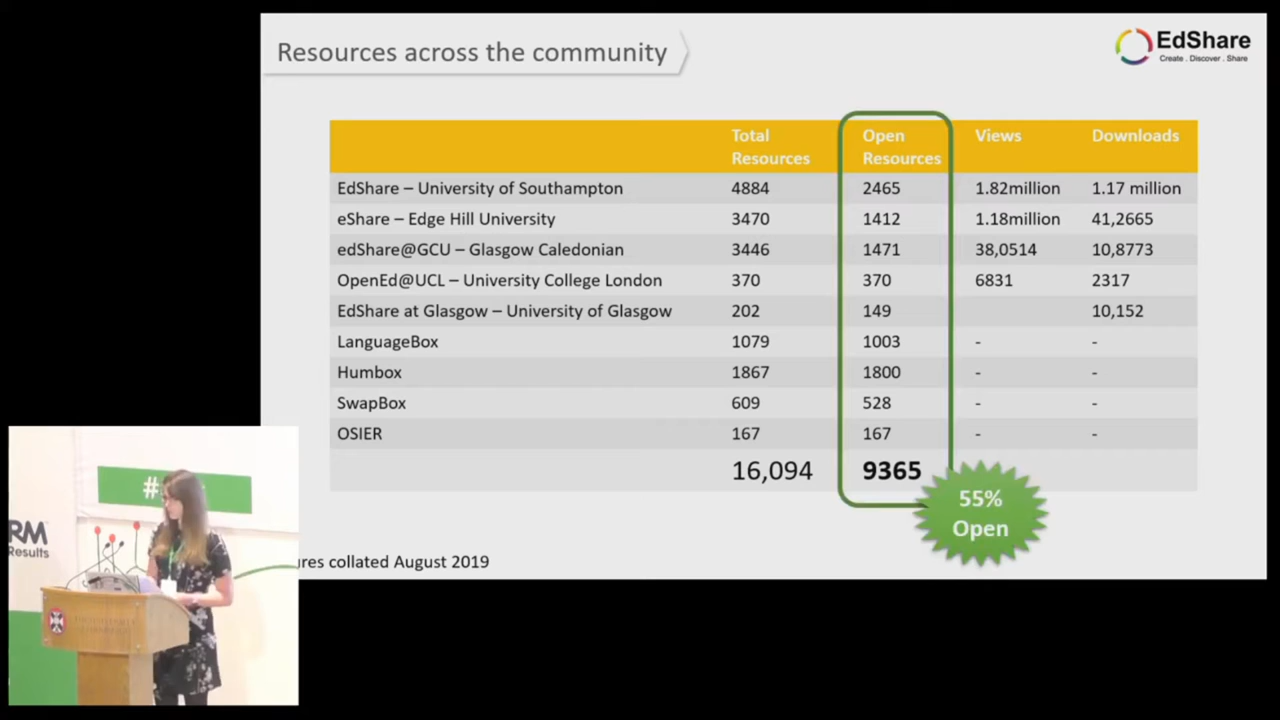 Resources across the community
EdShare
Create . Discover . Share
Total Resources Open Resources Views Downloads
EdShare – University of Southampton 4884 2465 1.82million 1.17 million
eShare – Edge Hill University 3470 1412 1.18million 41,2665
edShare@GCU – Glasgow Caledonian 3446 1471 38,0514 10,8773
OpenEd@UCL – University College London 370 370 6831 2317
EdShare at Glasgow – University of Glasgow 202 149 10,152
LanguageBox 1079 1003 - -
Humbox 1867 1800 - -
SwapBox 609 528 - -
OSIER 167 167 - -
16,094 9365
55%
Open
collated August 2019
RM
Results